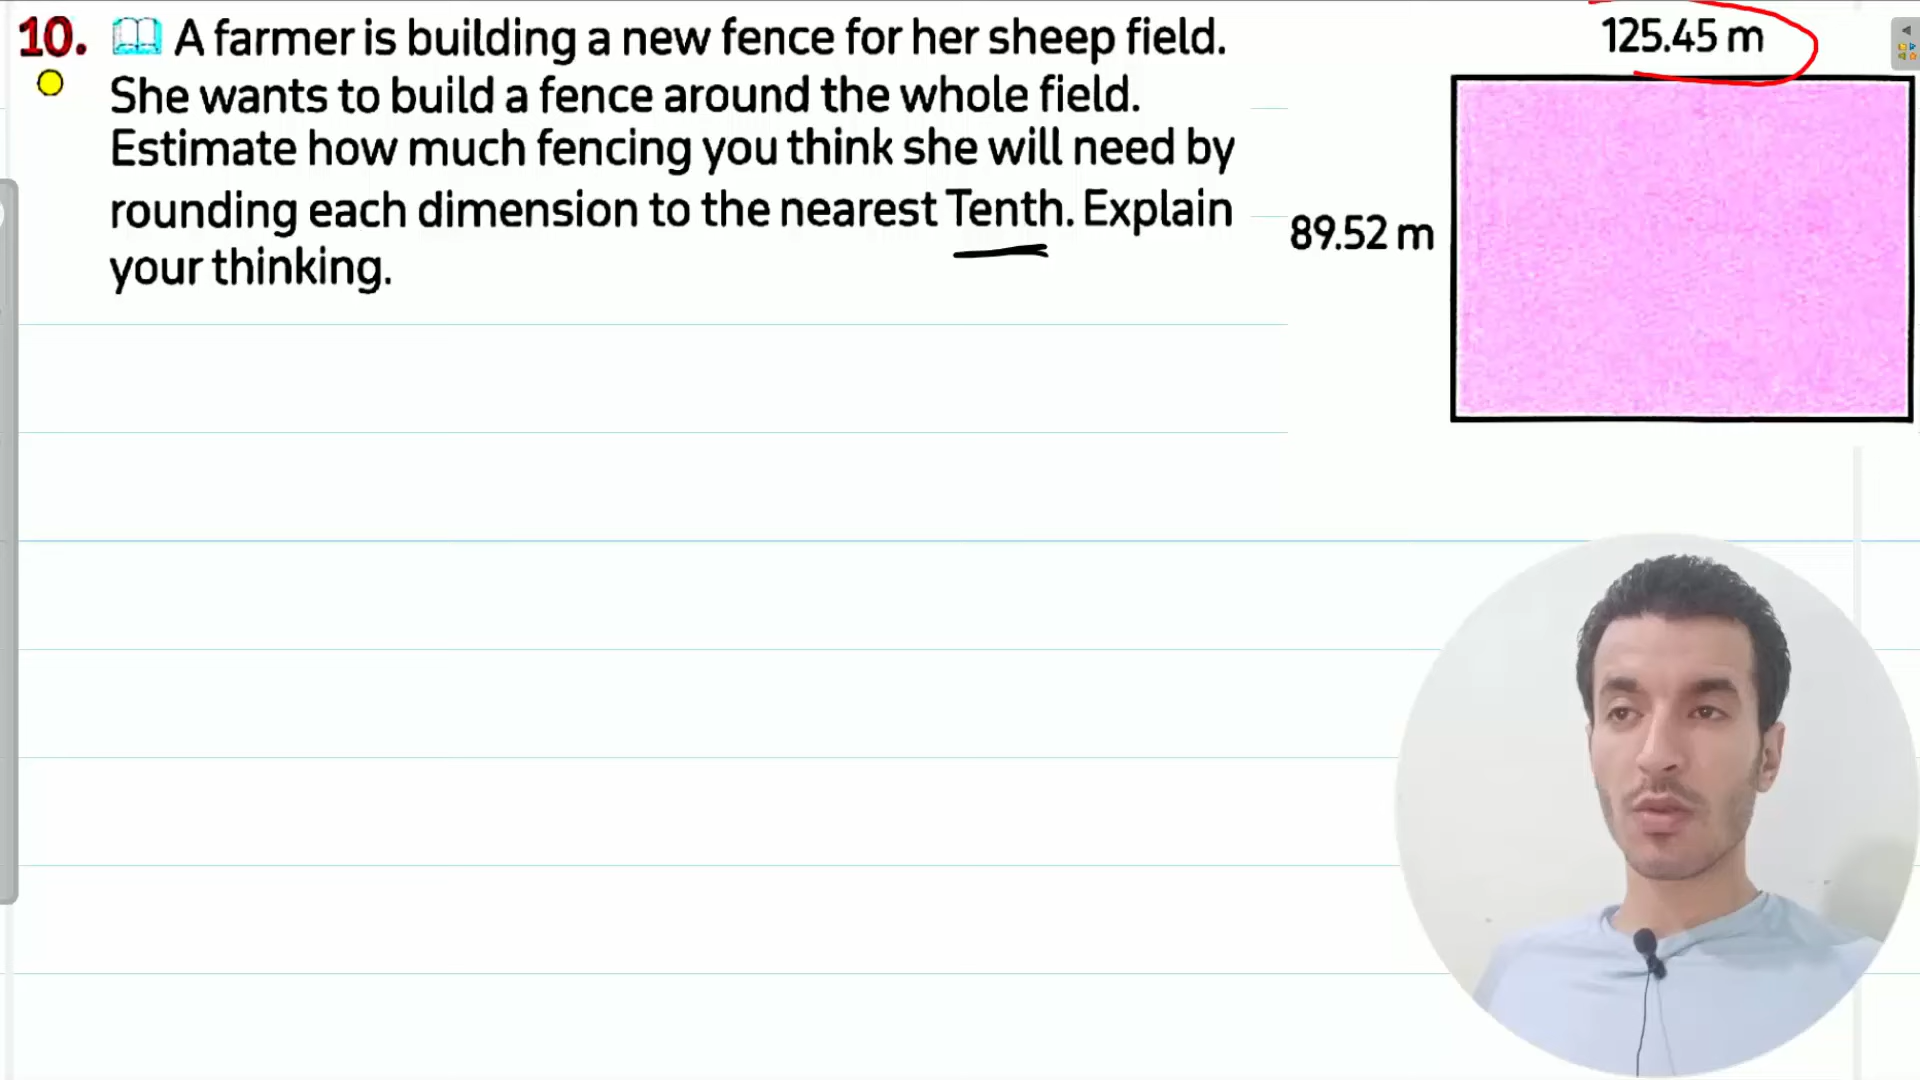 10. A farmer is building a new fence for her sheep field.
She wants to build a fence around the whole field.
Estimate how much fencing you think she will need by
rounding each dimension to the nearest Tenth. Explain
your thinking.
125.45 m
89.52 m